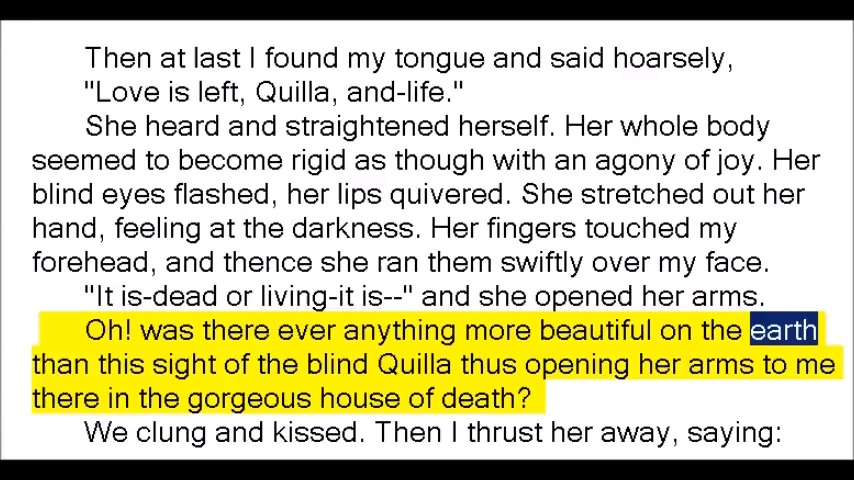 Then at last I found my tongue and said hoarsely,
"Love is left, Quilla, and-life."
She heard and straightened herself. Her whole body
seemed to become rigid as though with an agony of joy. Her
blind eyes flashed, her lips quivered. She stretched out her
hand, feeling at the darkness. Her fingers touched my
forehead, and thence she ran them swiftly over my face.
"It is-dead or living-it is--" and she opened her arms.
Oh! was there ever anything more beautiful on the earth
than this sight of the blind Quilla thus opening her arms to me
there in the gorgeous house of death?
We clung and kissed. Then I thrust her away, saying: